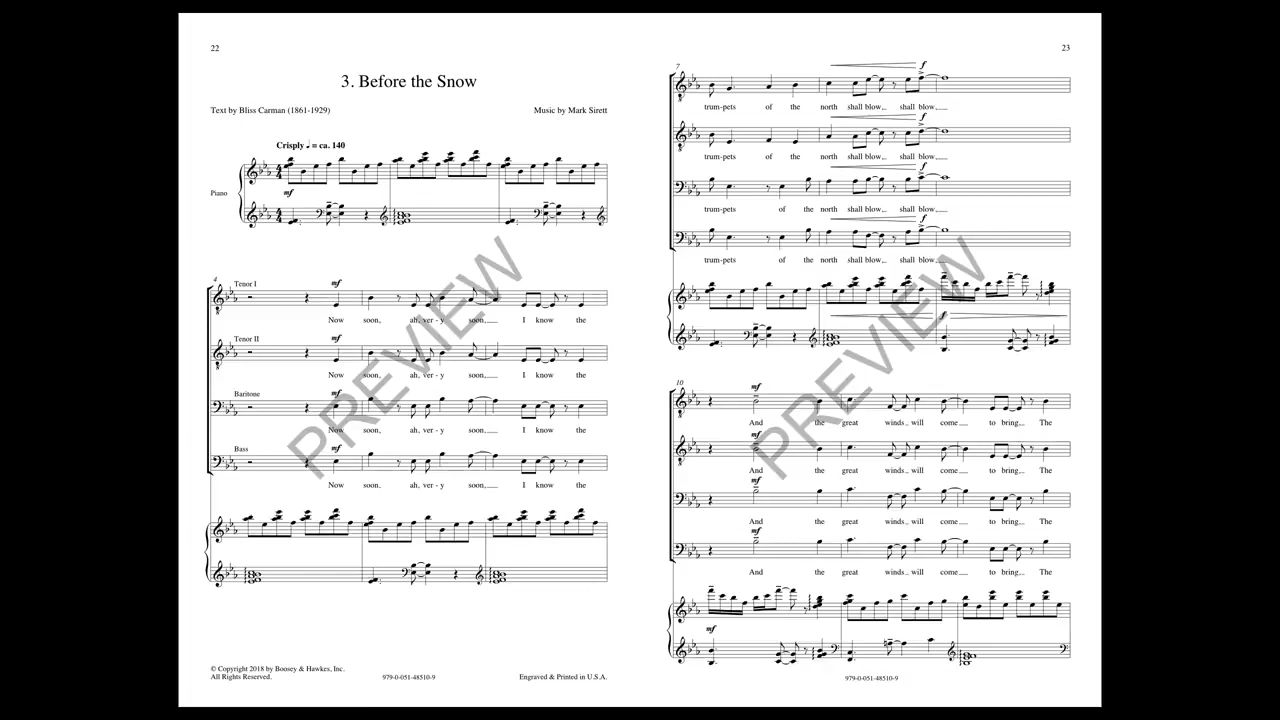 22
3. Before the Snow
Text by Bliss Carman (1861-1929)
Music by Mark Sirett
Crisply ♩ = ca. 140
Piano
mf
4
Tenor I
mf
Now soon, ah, ver - y soon, I know the
Tenor II
mf
Now soon, ah, ver - y soon, I know the
Baritone
mf
Now soon, ah, ver - y soon, I know the
Bass
mf
Now soon, ah, ver - y soon, I know the
PREVIEW
© Copyright 2018 by Boosey & Hawkes, Inc.
All Rights Reserved.
979-0-051-48510-9
Engraved & Printed in U.S.A.
23
7
f
trum-pets of the north shall blow, shall blow,
f
trum-pets of the north shall blow, shall blow,
f
trum-pets of the north shall blow, shall blow,
f
trum-pets of the north shall blow, shall blow,
f
10
mf
And the great winds will come to bring. The
mf
And the great winds will come to bring. The
mf
And the great winds will come to bring. The
mf
And the great winds will come to bring. The
mf
PREVIEW
979-0-051-48510-9